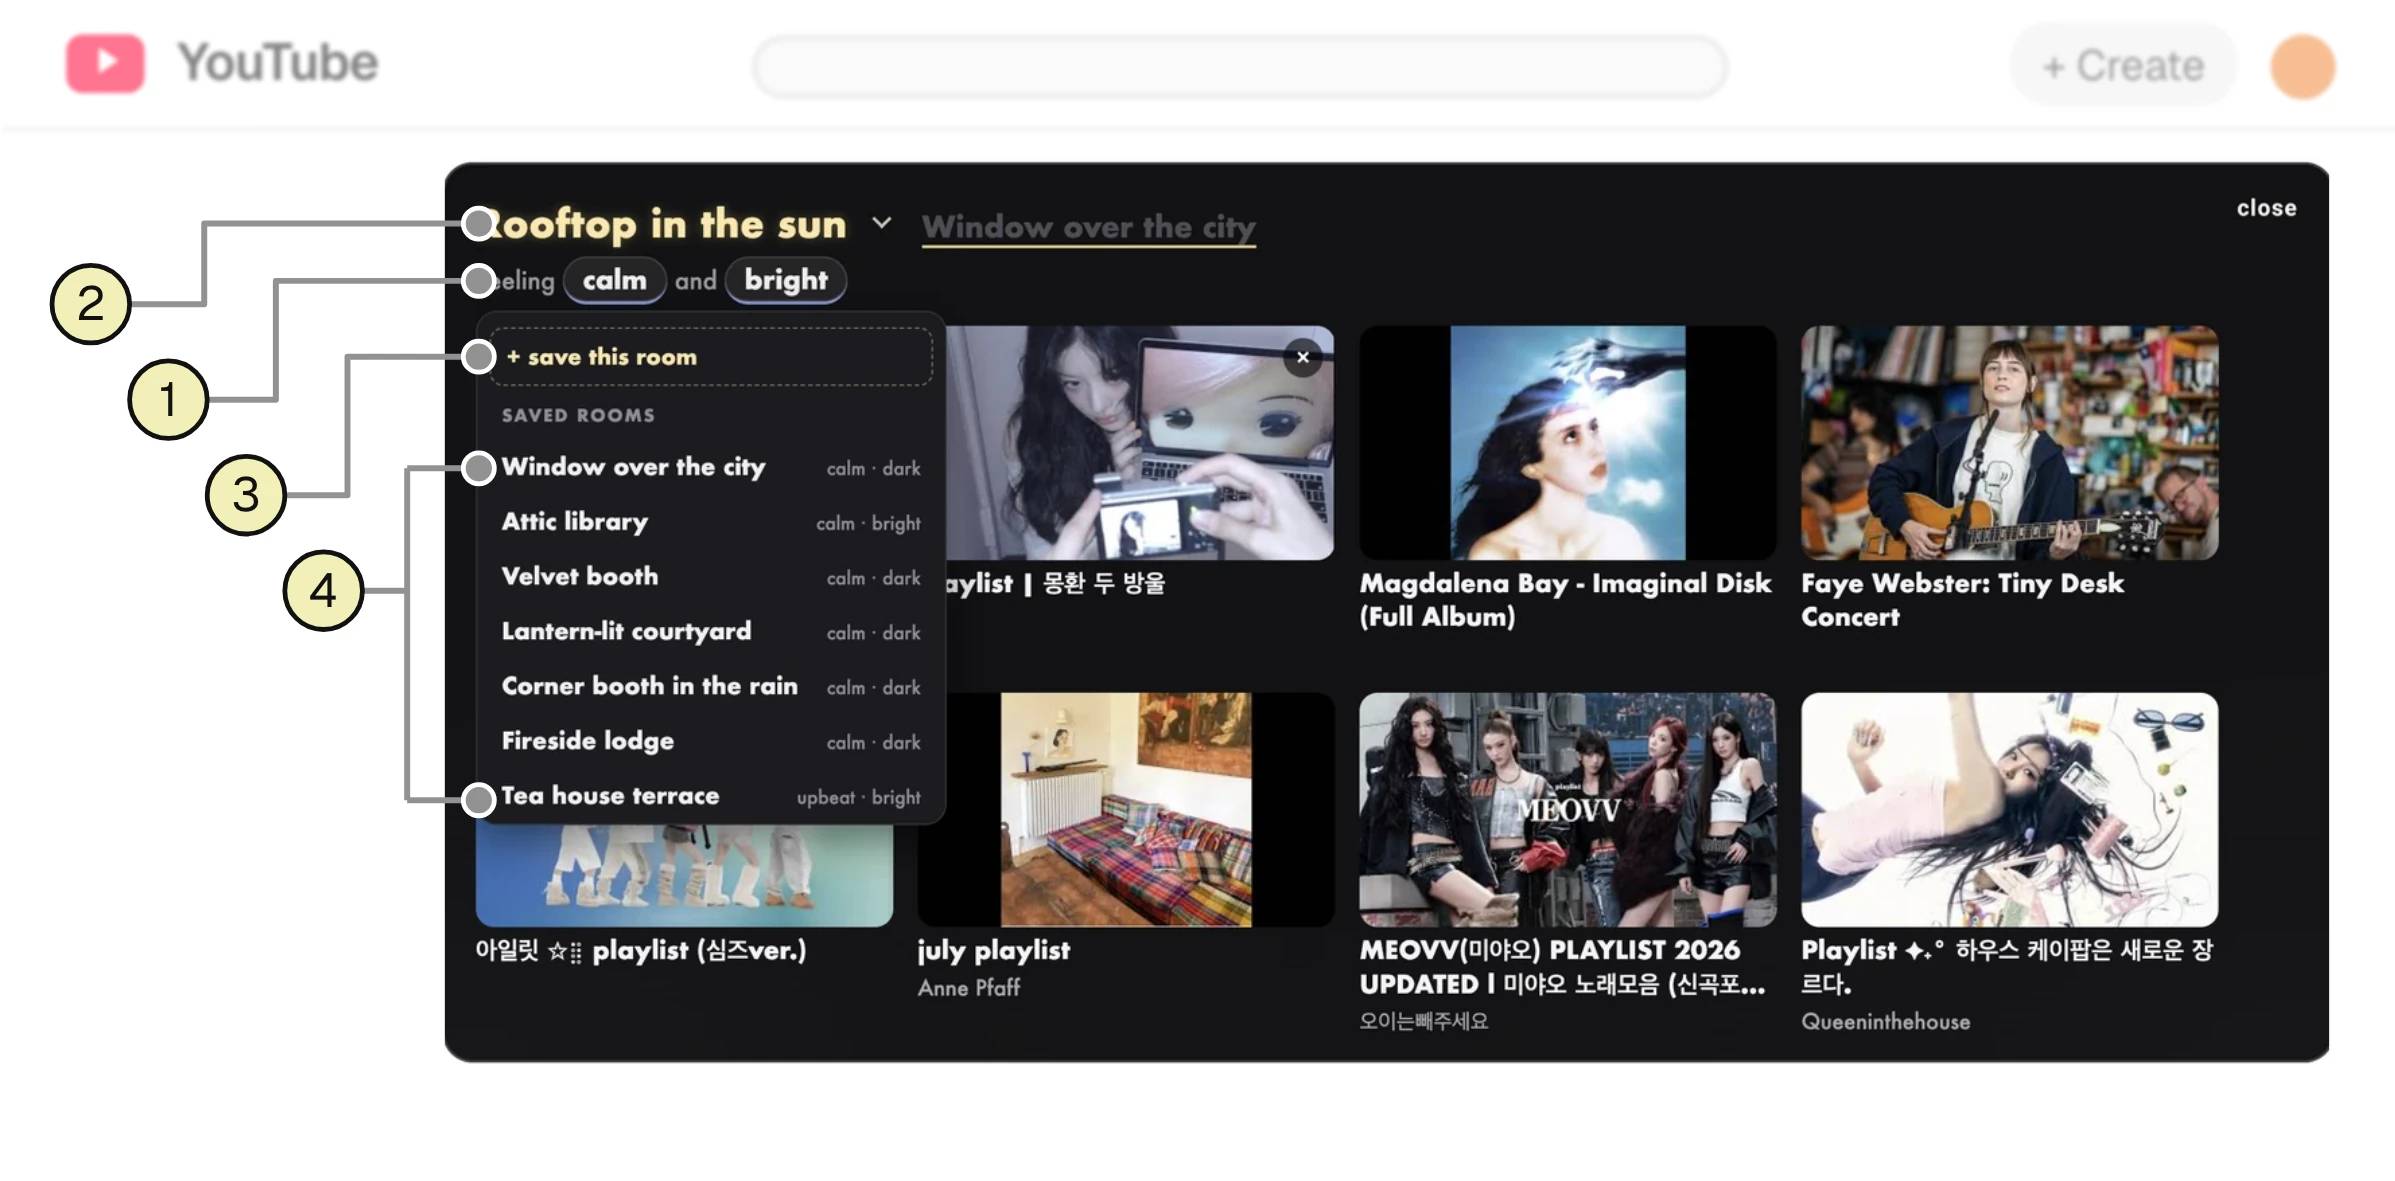 YouTube
+ Create
Rooftop in the sun
Window over the city
close
2
eeling calm and bright
1
+ save this room
SAVED ROOMS
3
Window over the city calm · dark
Attic library calm · bright
Velvet booth calm · dark
4
Lantern-lit courtyard calm · dark
Corner booth in the rain calm · dark
Fireside lodge calm · dark
Tea house terrace upbeat · bright
aylist | 몽환 두 방울
Magdalena Bay - Imaginal Disk
(Full Album)
Faye Webster: Tiny Desk
Concert
playlist
MEOVV
아일릿 ☆⣿ playlist (심즈ver.)
july playlist
Anne Pfaff
MEOVV(미야오) PLAYLIST 2026
UPDATED l 미야오 노래모음 (신곡포...
오이는빼주세요
Playlist ✦.° 하우스 케이팝은 새로운 장
르다.
Queeninthehouse